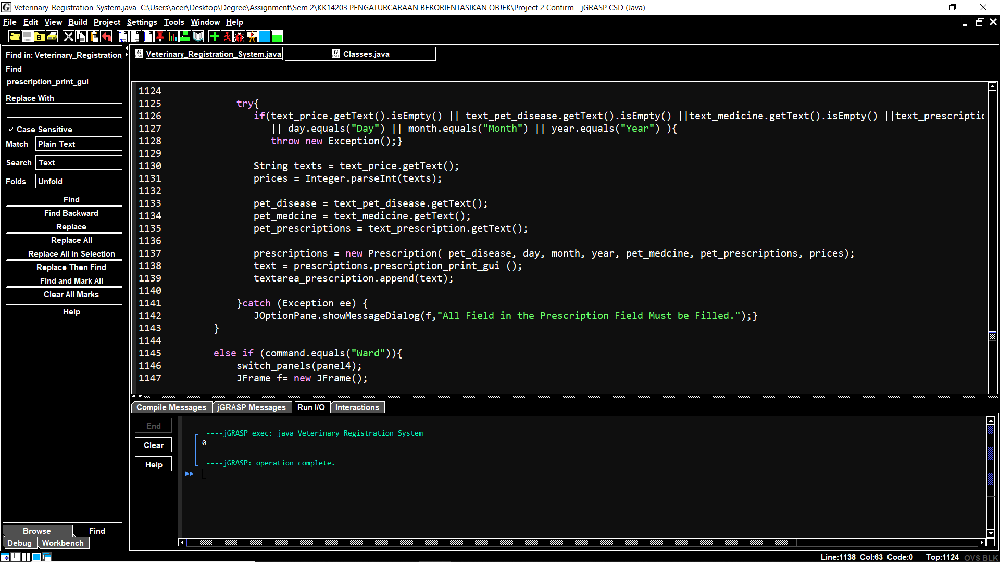 Veterinary_Registration_System.java  C:\Users\acer\Desktop\Degree\Assignment\Sem 2\KK14203 PENGATURCARAAN BERORIENTASIKAN OBJEK\Project 2 Confirm - jGRASP CSD (Java)
File Edit View Build Project Settings Tools Window Help
Find in: Veterinary_Registration
Find
prescription_print_gui
Replace With
Case Sensitive
Match Plain Text
Search Text
Folds Unfold
Find
Find Backward
Replace
Replace All
Replace All in Selection
Replace Then Find
Find and Mark All
Clear All Marks
Help
Browse Find
Debug Workbench
Veterinary_Registration_System.java Classes.java
1124
1125 try{
1126 if(text_price.getText().isEmpty() || text_pet_disease.getText().isEmpty() ||text_medicine.getText().isEmpty() ||text_prescriptic
1127 || day.equals("Day") || month.equals("Month") || year.equals("Year") ){
1128 throw new Exception();}
1129
1130 String texts = text_price.getText();
1131 prices = Integer.parseInt(texts);
1132
1133 pet_disease = text_pet_disease.getText();
1134 pet_medcine = text_medicine.getText();
1135 pet_prescriptions = text_prescription.getText();
1136
1137 prescriptions = new Prescription( pet_disease, day, month, year, pet_medcine, pet_prescriptions, prices);
1138 text = prescriptions.prescription_print_gui ();
1139 textarea_prescription.append(text);
1140
1141 }catch (Exception ee) {
1142 JOptionPane.showMessageDialog(f,"All Field in the Prescription Field Must be Filled.");}
1143 }
1144
1145 else if (command.equals("Ward")){
1146 switch_panels(panel4);
1147 JFrame f= new JFrame();
Compile Messages jGRASP Messages Run I/O Interactions
End
Clear
Help
----jGRASP exec: java Veterinary_Registration_System
0
----jGRASP: operation complete.
Line:1138 Col:63 Code:0 Top:1124 OVS BLK